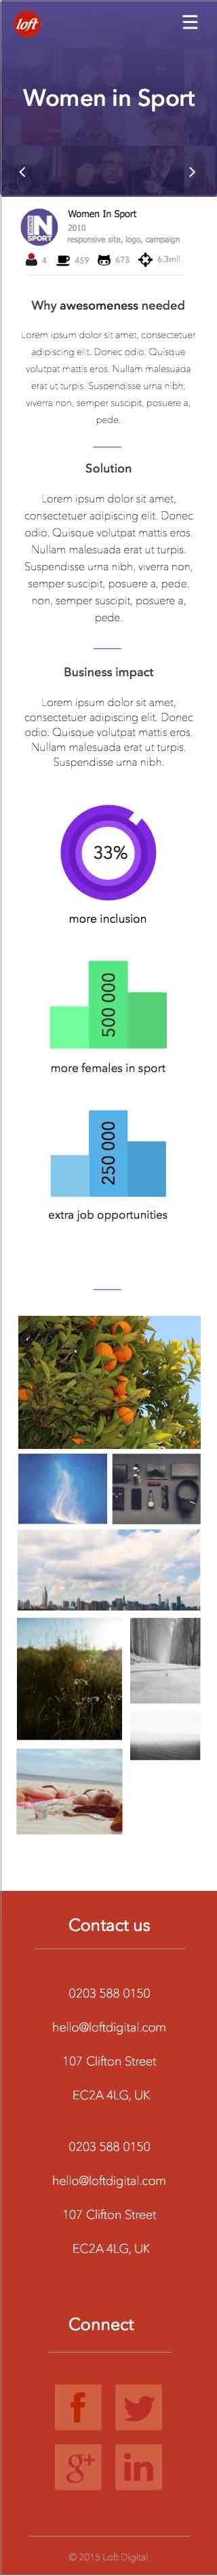 loft
Women in Sport
WOMEN IN
SPORT
Women In Sport
2010
responsive site, logo, campaign
4 459 673 6.3mil
Why awesomeness needed
Lorem ipsum dolor sit amet, consectetuer
adipiscing elit. Donec odio. Quisque
volutpat mattis eros. Nullam malesuada
erat ut turpis. Suspendisse urna nibh,
viverra non, semper suscipit, posuere a,
pede.
Solution
Lorem ipsum dolor sit amet,
consectetuer adipiscing elit. Donec
odio. Quisque volutpat mattis eros.
Nullam malesuada erat ut turpis.
Suspendisse urna nibh, viverra non,
semper suscipit, posuere a, pede.
non, semper suscipit, posuere a,
pede.
Business impact
Lorem ipsum dolor sit amet,
consectetuer adipiscing elit. Donec
odio. Quisque volutpat mattis eros.
Nullam malesuada erat ut turpis.
Suspendisse urna nibh.
33%
more inclusion
500 000
more females in sport
250 000
extra job opportunities
Contact us
0203 588 0150
hello@loftdigital.com
107 Clifton Street
EC2A 4LG, UK
0203 588 0150
hello@loftdigital.com
107 Clifton Street
EC2A 4LG, UK
Connect
f
g+ in
© 2015 Loft Digital